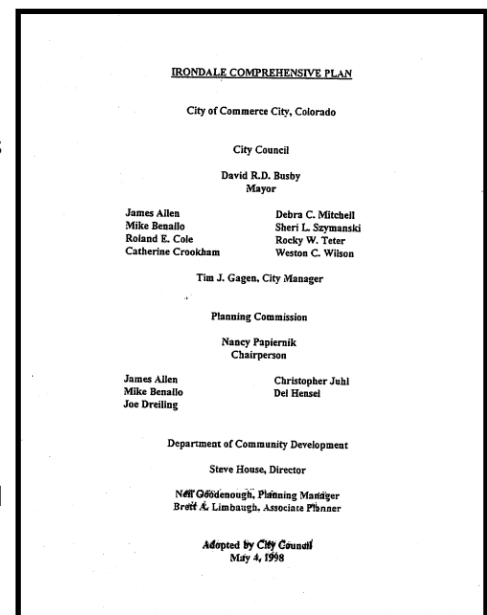 IRONDALE COMPREHENSIVE PLAN
City of Commerce City, Colorado
City Council
David R.D. Busby
Mayor
James Allen
Mike Benallo
Roland E. Cole
Catherine Crookham
Debra C. Mitchell
Sheri L. Szymanski
Rocky W. Teter
Weston C. Wilson
Tim J. Gagen, City Manager
Planning Commission
Nancy Papiernik
Chairperson
James Allen
Mike Benallo
Joe Dreiling
Christopher Juhl
Del Hensel
Department of Community Development
Steve House, Director
Neil Goodenough, Planning Manager
Brett A. Limbaugh, Associate Planner
Adopted by City Council
May 4, 1998